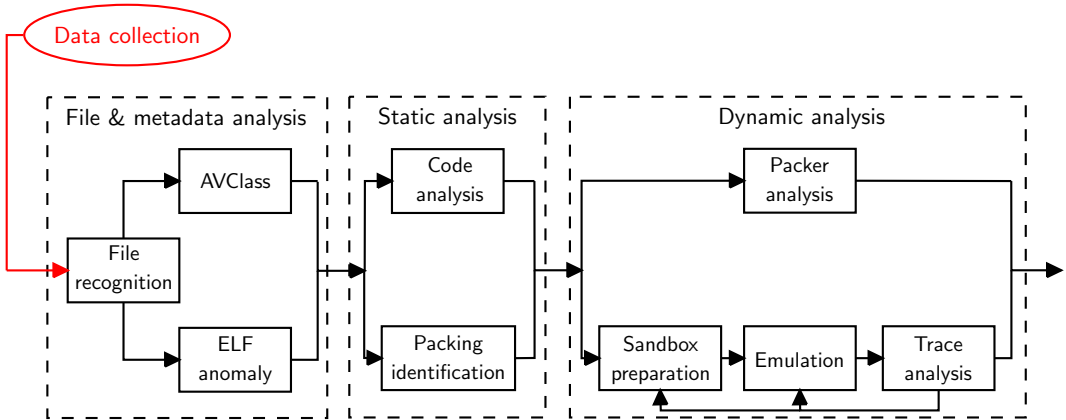 Data collection
File & metadata analysis
AVClass
File
recognition
ELF
anomaly
Static analysis
Code
analysis
Packing
identification
Dynamic analysis
Packer
analysis
Sandbox
preparation
Emulation
Trace
analysis